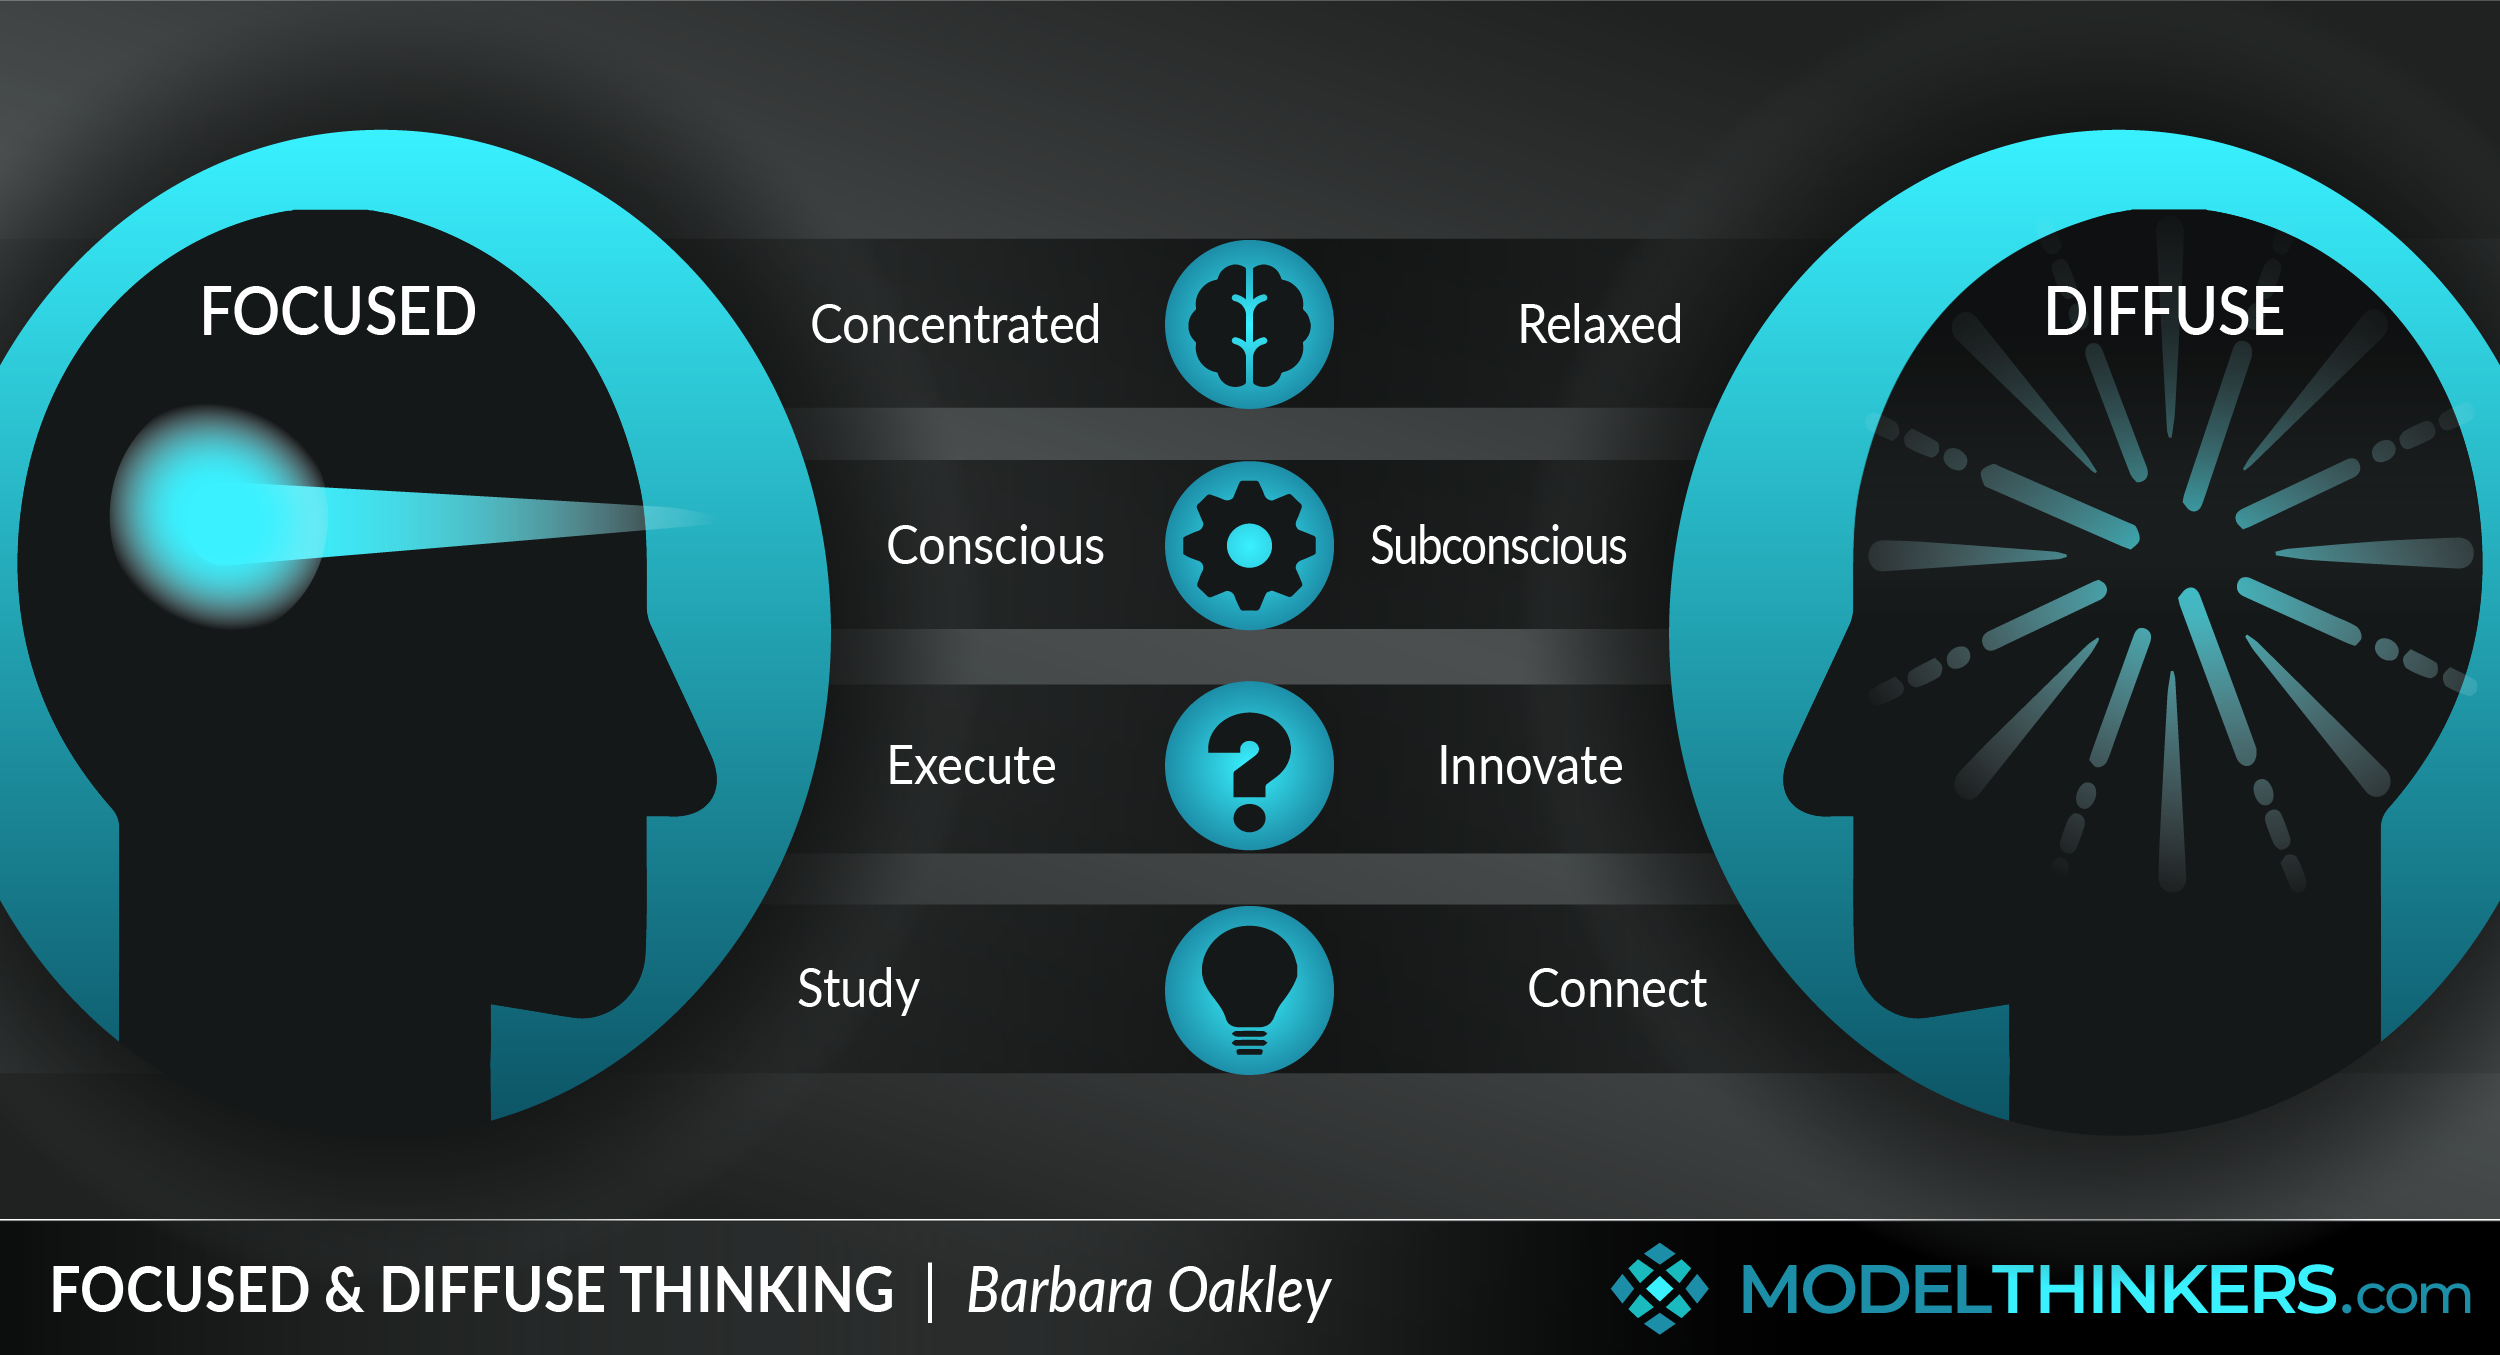 FOCUSED
DIFFUSE
Concentrated
Relaxed
Conscious
Subconscious
Execute
Innovate
Study
Connect
FOCUSED & DIFFUSE THINKING | Barbara Oakley
MODELTHINKERS.com